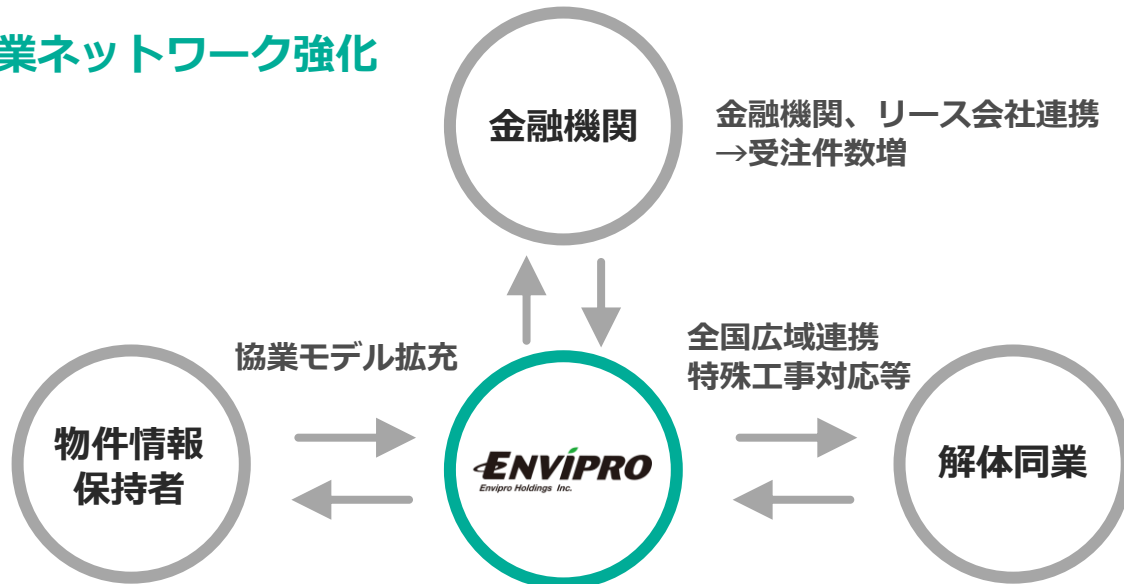 業ネットワーク強化
金融機関
金融機関、リース会社連携
→受注件数増
協業モデル拡充
全国広域連携
特殊工事対応等
物件情報
保持者
ENVIPRO
Envipro Holdings Inc.
解体同業